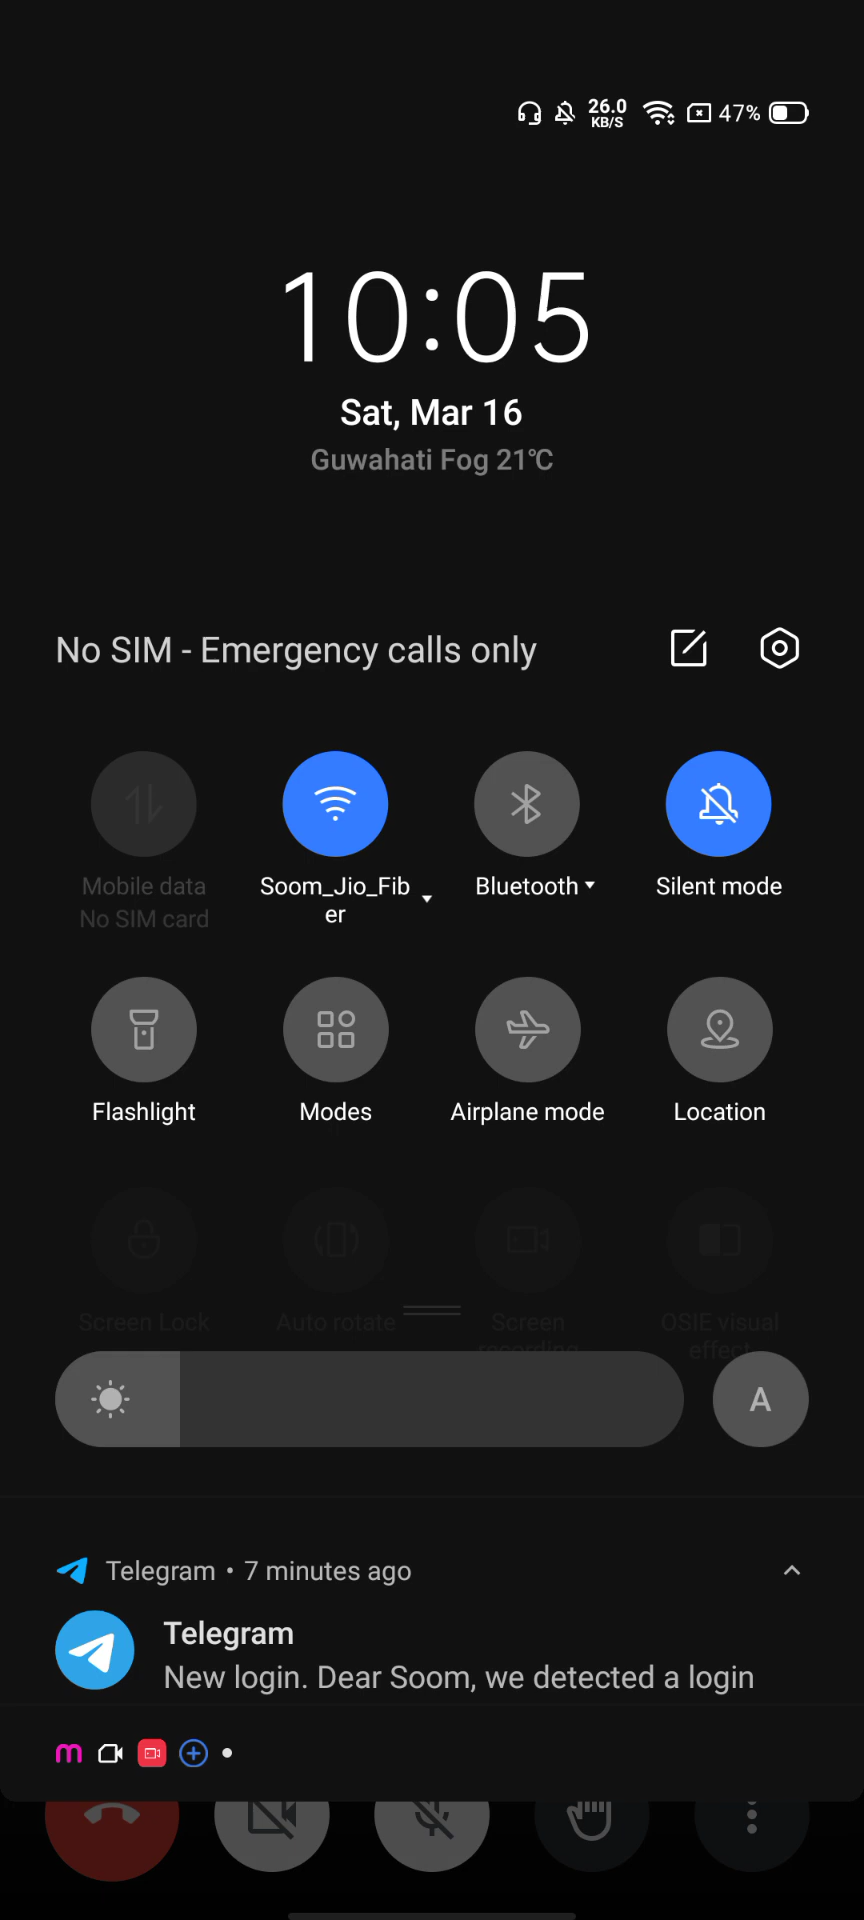 26.0
KB/S
47%
10:05
Sat, Mar 16
Guwahati Fog 21℃
No SIM - Emergency calls only
Mobile data
No SIM card
Soom_Jio_Fib
er
Bluetooth
Silent mode
Flashlight
Modes
Airplane mode
Location
Screen Lock
Auto rotate
Screen
recording
OSIE visual
effect
A
Telegram • 7 minutes ago
Telegram
New login. Dear Soom, we detected a login
m